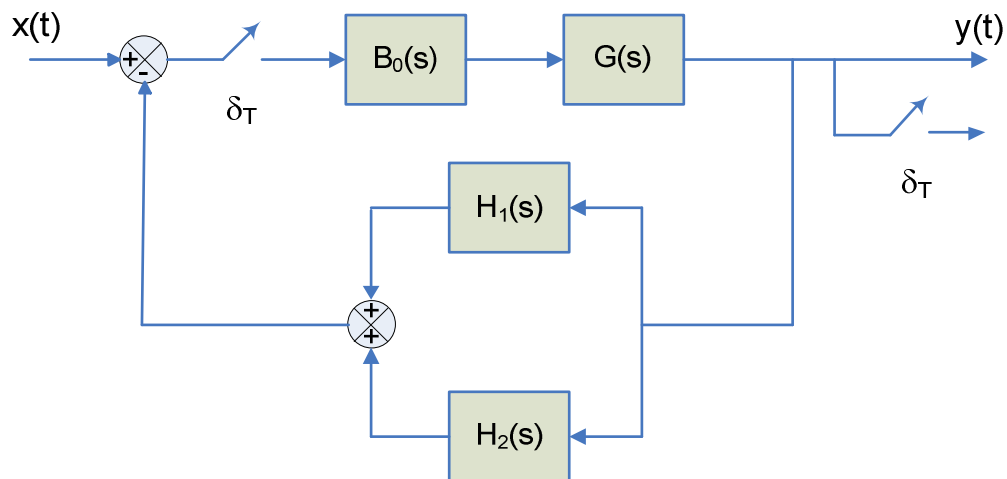 x(t)
y(t)
+
-
B₀(s)
G(s)
δT
δT
H₁(s)
+
+
H₂(s)